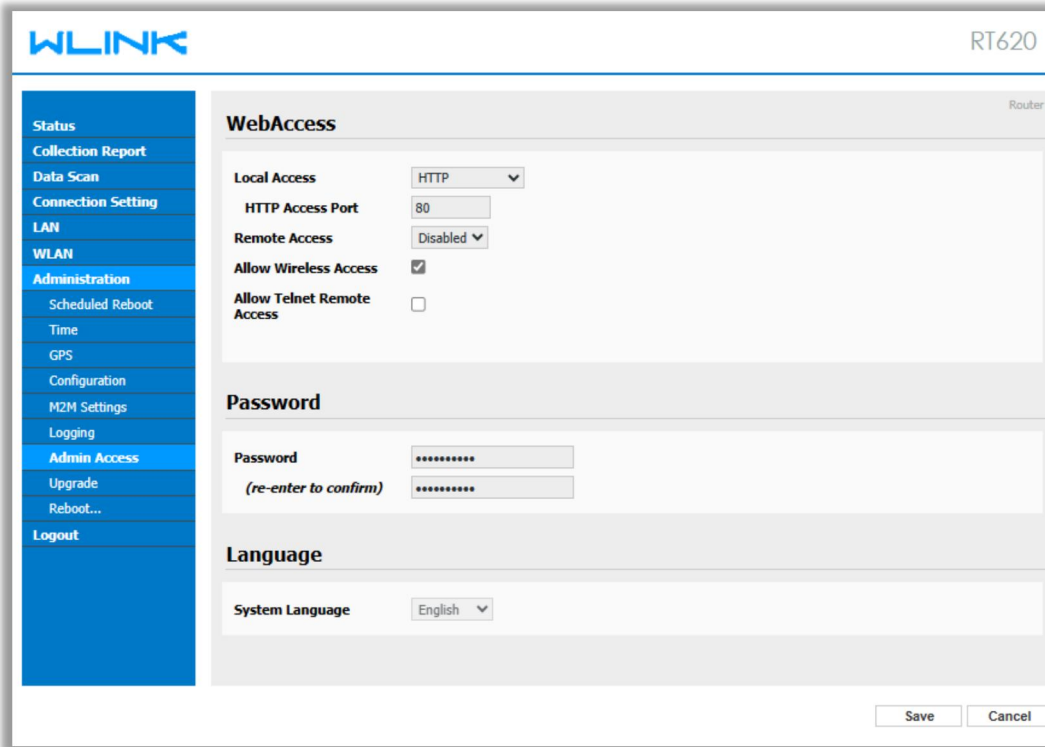 WLINK
RT620
Status
Collection Report
Data Scan
Connection Setting
LAN
WLAN
Administration
Scheduled Reboot
Time
GPS
Configuration
M2M Settings
Logging
Admin Access
Upgrade
Reboot...
Logout
Router
WebAccess
Local Access HTTP
HTTP Access Port 80
Remote Access Disabled
Allow Wireless Access
Allow Telnet Remote
Access
Password
Password ••••••••••
(re-enter to confirm) ••••••••••
Language
System Language English
Save Cancel